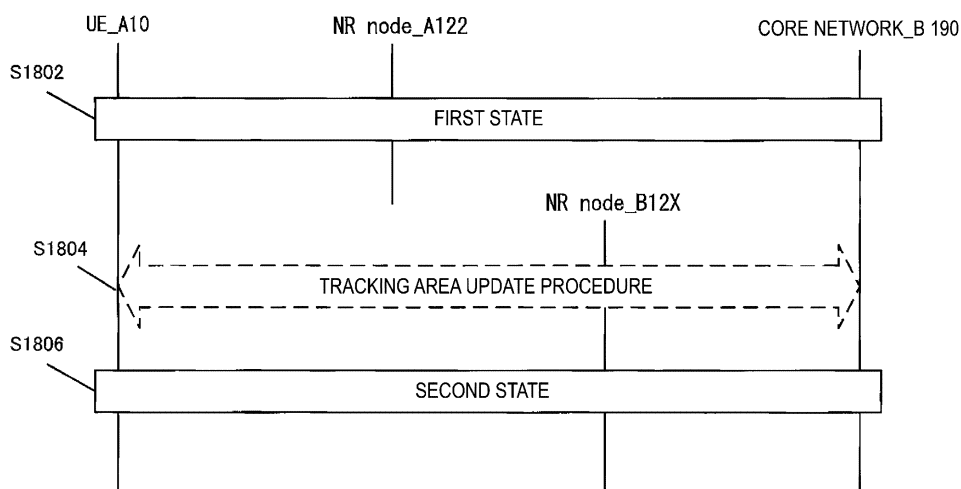 UE_A10
NR node_A122
CORE NETWORK_B 190
S1802
FIRST STATE
NR node_B12X
S1804
TRACKING AREA UPDATE PROCEDURE
S1806
SECOND STATE